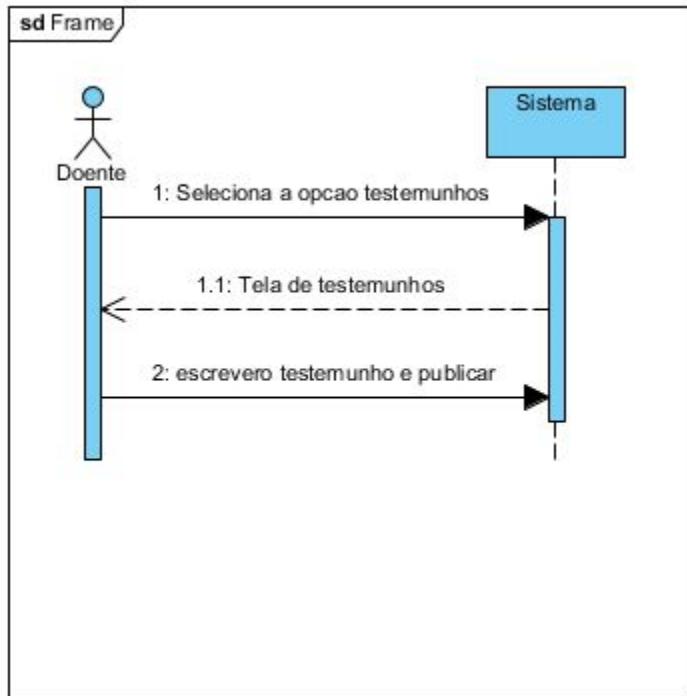 sd Frame
Sistema
Doente
1: Seleciona a opcao testemunhos
1.1: Tela de testemunhos
2: escrevero testemunho e publicar